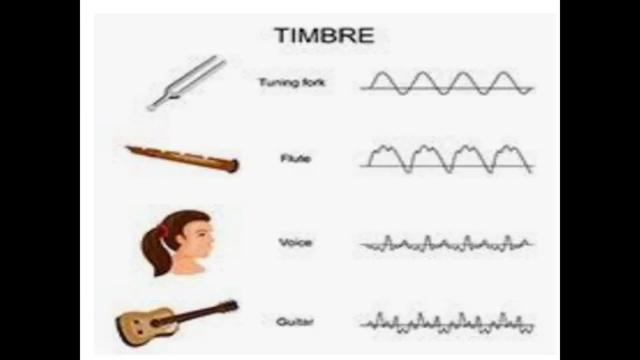 TIMBRE
Tuning fork
Flute
Voice
Guitar